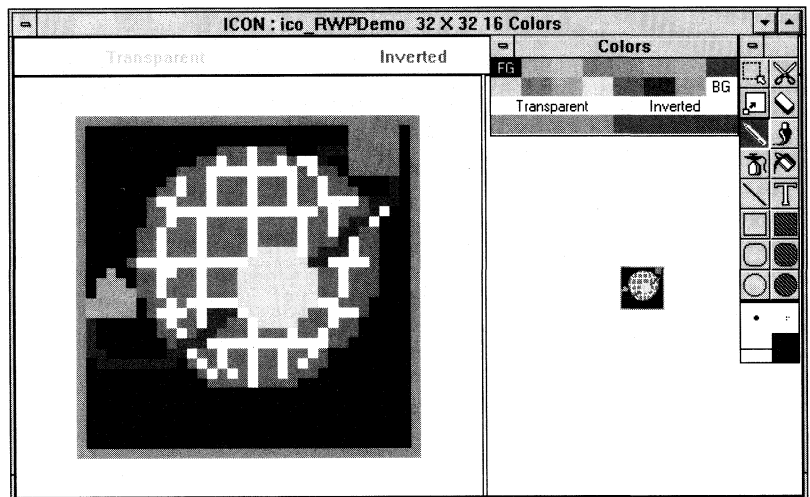 ICON : ico_RWPDemo 32 X 32 16 Colors
Transparent Inverted
Colors
FG
BG
Transparent Inverted
T